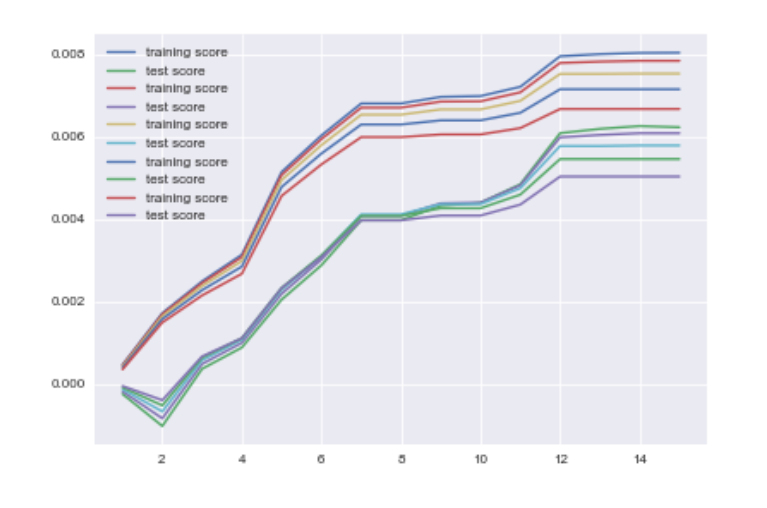 0.008
0.006
0.004
0.002
0.000
training score
test score
training score
test score
training score
test score
training score
test score
training score
test score
2 4 6 8 10 12 14